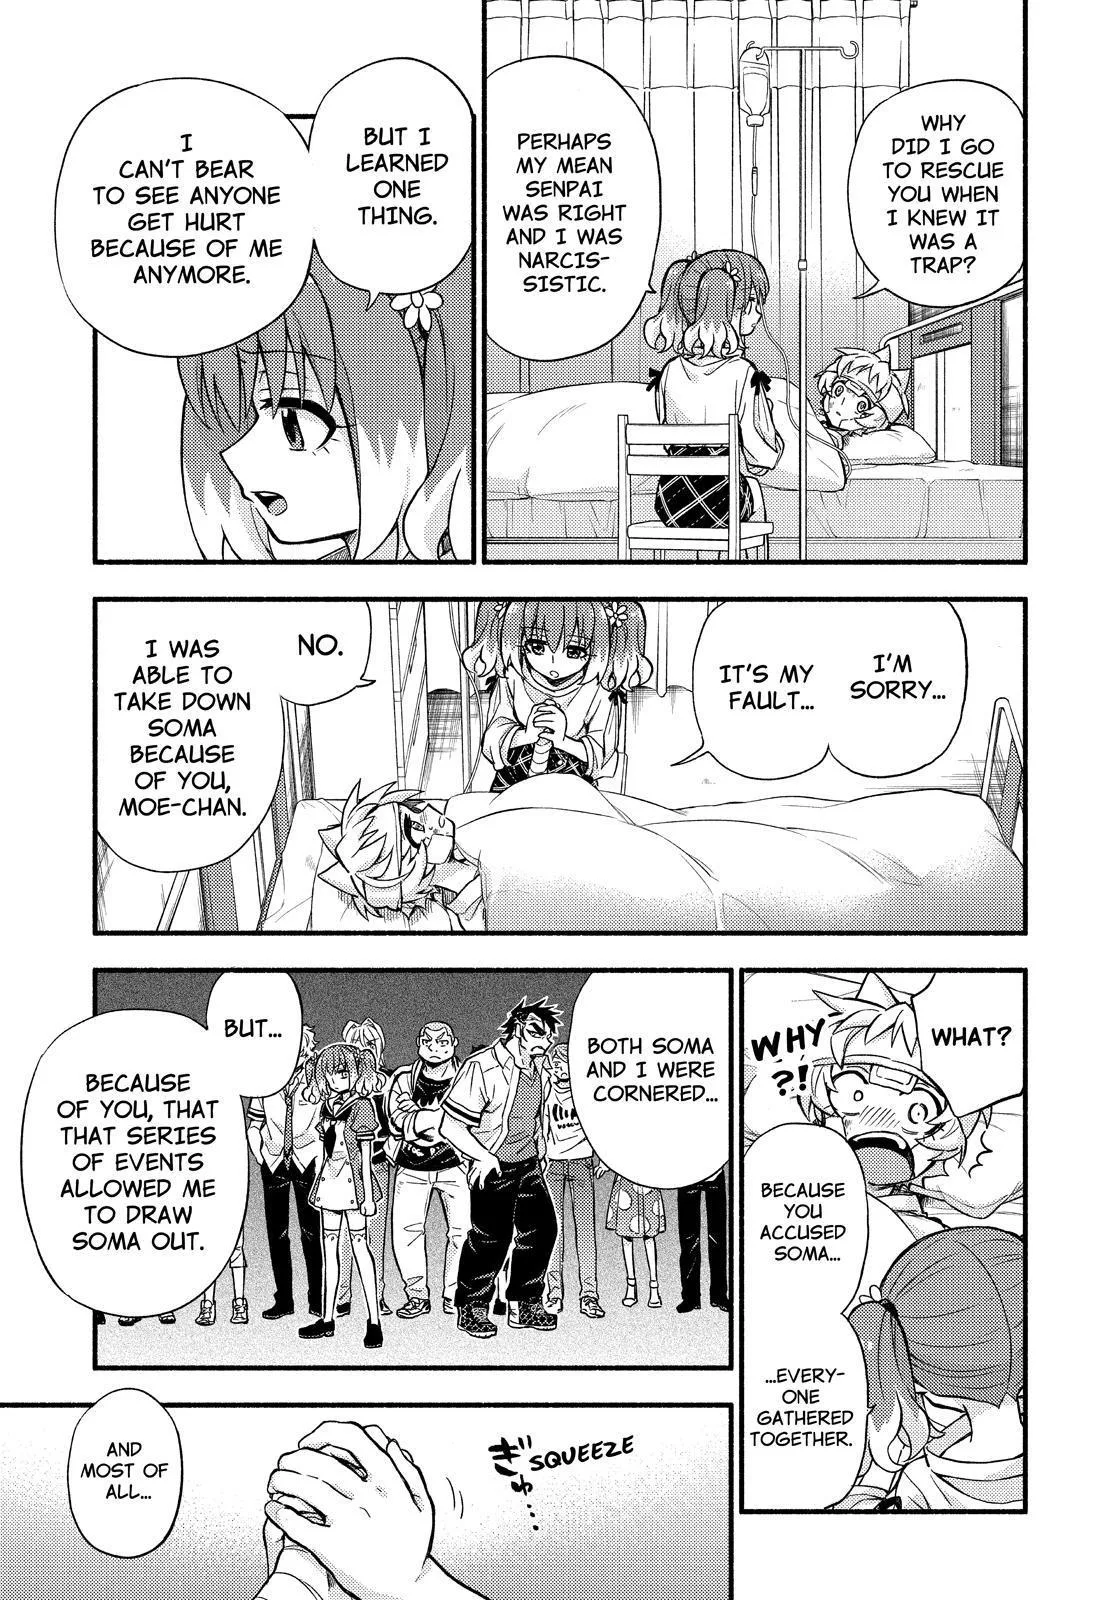 WHY
DID I GO
TO RESCUE
YOU WHEN
I KNEW IT
WAS A
TRAP?
PERHAPS
MY MEAN
SENPAI
WAS RIGHT
AND I WAS
NARCIS-
SISTIC.
BUT I
LEARNED
ONE
THING.
I
CAN'T BEAR
TO SEE ANYONE
GET HURT
BECAUSE OF ME
ANYMORE.
I'M
SORRY...
IT'S MY
FAULT...
NO.
I WAS
ABLE TO
TAKE DOWN
SOMA
BECAUSE
OF YOU,
MOE-CHAN.
WHAT?
WHY
?!
BECAUSE
YOU
ACCUSED
SOMA...
...EVERY-
ONE
GATHERED
TOGETHER.
BOTH SOMA
AND I WERE
CORNERED...
BUT...
BECAUSE
OF YOU, THAT
THAT SERIES
OF EVENTS
ALLOWED ME
TO DRAW
SOMA OUT.
ぎゅ…
SQUEEZE
AND
MOST OF
ALL...